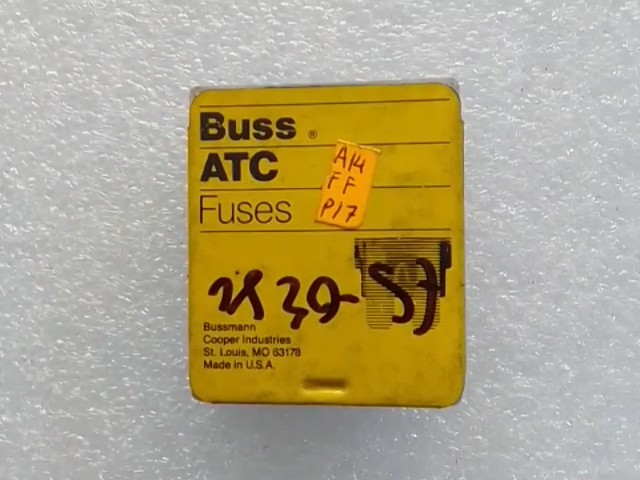 Buss ®
ATC
Fuses
A14
FF
P17
Bussmann
Cooper Industries
St. Louis, MO 63178
Made in U.S.A.